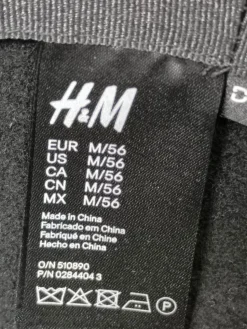 H&M
EUR M/56
US M/56
CA M/56
CN M/56
MX M/56
Made in China
Fabricado em China
Fabriqué en Chine
Hecho en China
O/N 510890
P/N 0284404 3
P